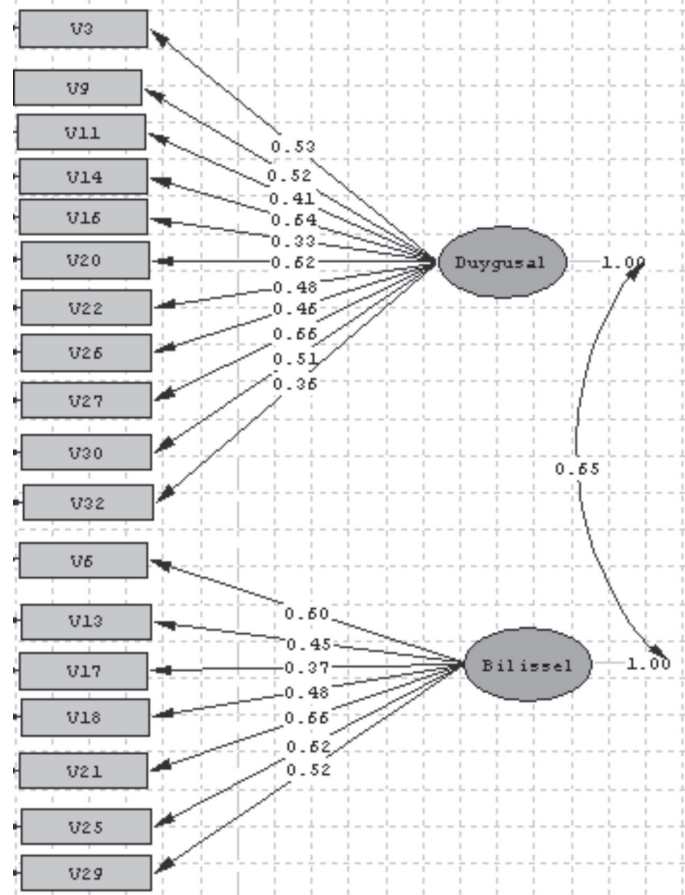 V3
V9
V11
V14
V16
V20
V22
V26
V27
V30
V32
0.53
0.52
0.41
0.64
0.33
0.62
0.48
0.46
0.66
0.51
0.36
Duygusal
1.00
0.65
V6
V13
V17
V18
V21
V25
V29
0.60
0.45
0.37
0.48
0.66
0.62
0.52
Bilissel
1.00